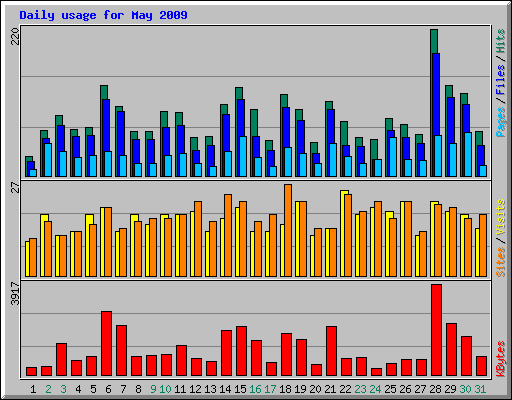 Daily usage for May 2009
220
Pages / Files / Hits
27
Sites / Visits
3917
KBytes
1 2 3 4 5 6 7 8 9 10 11 12 13 14 15 16 17 18 19 20 21 22 23 24 25 26 27 28 29 30 31